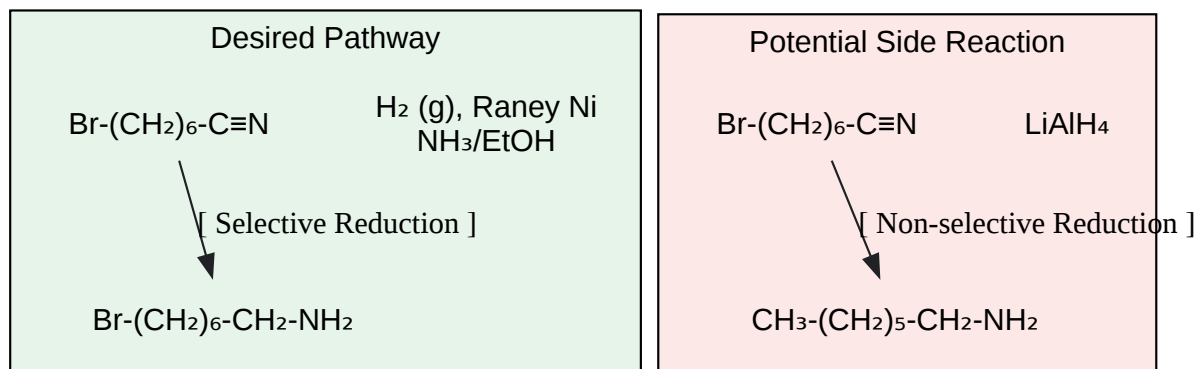 Desired Pathway
Br-(CH₂)₆-C≡N
H₂ (g), Raney Ni
NH₃/EtOH
[ Selective Reduction ]
Br-(CH₂)₆-CH₂-NH₂
Potential Side Reaction
Br-(CH₂)₆-C≡N
LiAlH₄
[ Non-selective Reduction ]
CH₃-(CH₂)₅-CH₂-NH₂